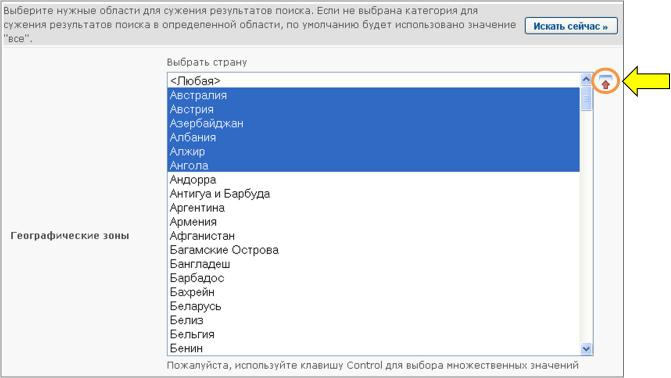 Выберите нужные области для сужения результатов поиска. Если не выбрана категория для
сужения результатов поиска в определенной области, по умолчанию будет использовано значение
"все".
Искать сейчас »
Выбрать страну
<Любая>
Австралия
Австрия
Азербайджан
Албания
Алжир
Ангола
Андорра
Антигуа и Барбуда
Аргентина
Армения
Афганистан
Географические зоны
Багамские Острова
Бангладеш
Барбадос
Бахрейн
Беларусь
Белиз
Бельгия
Бенин
Пожалуйста, используйте клавишу Control для выбора множественных значений